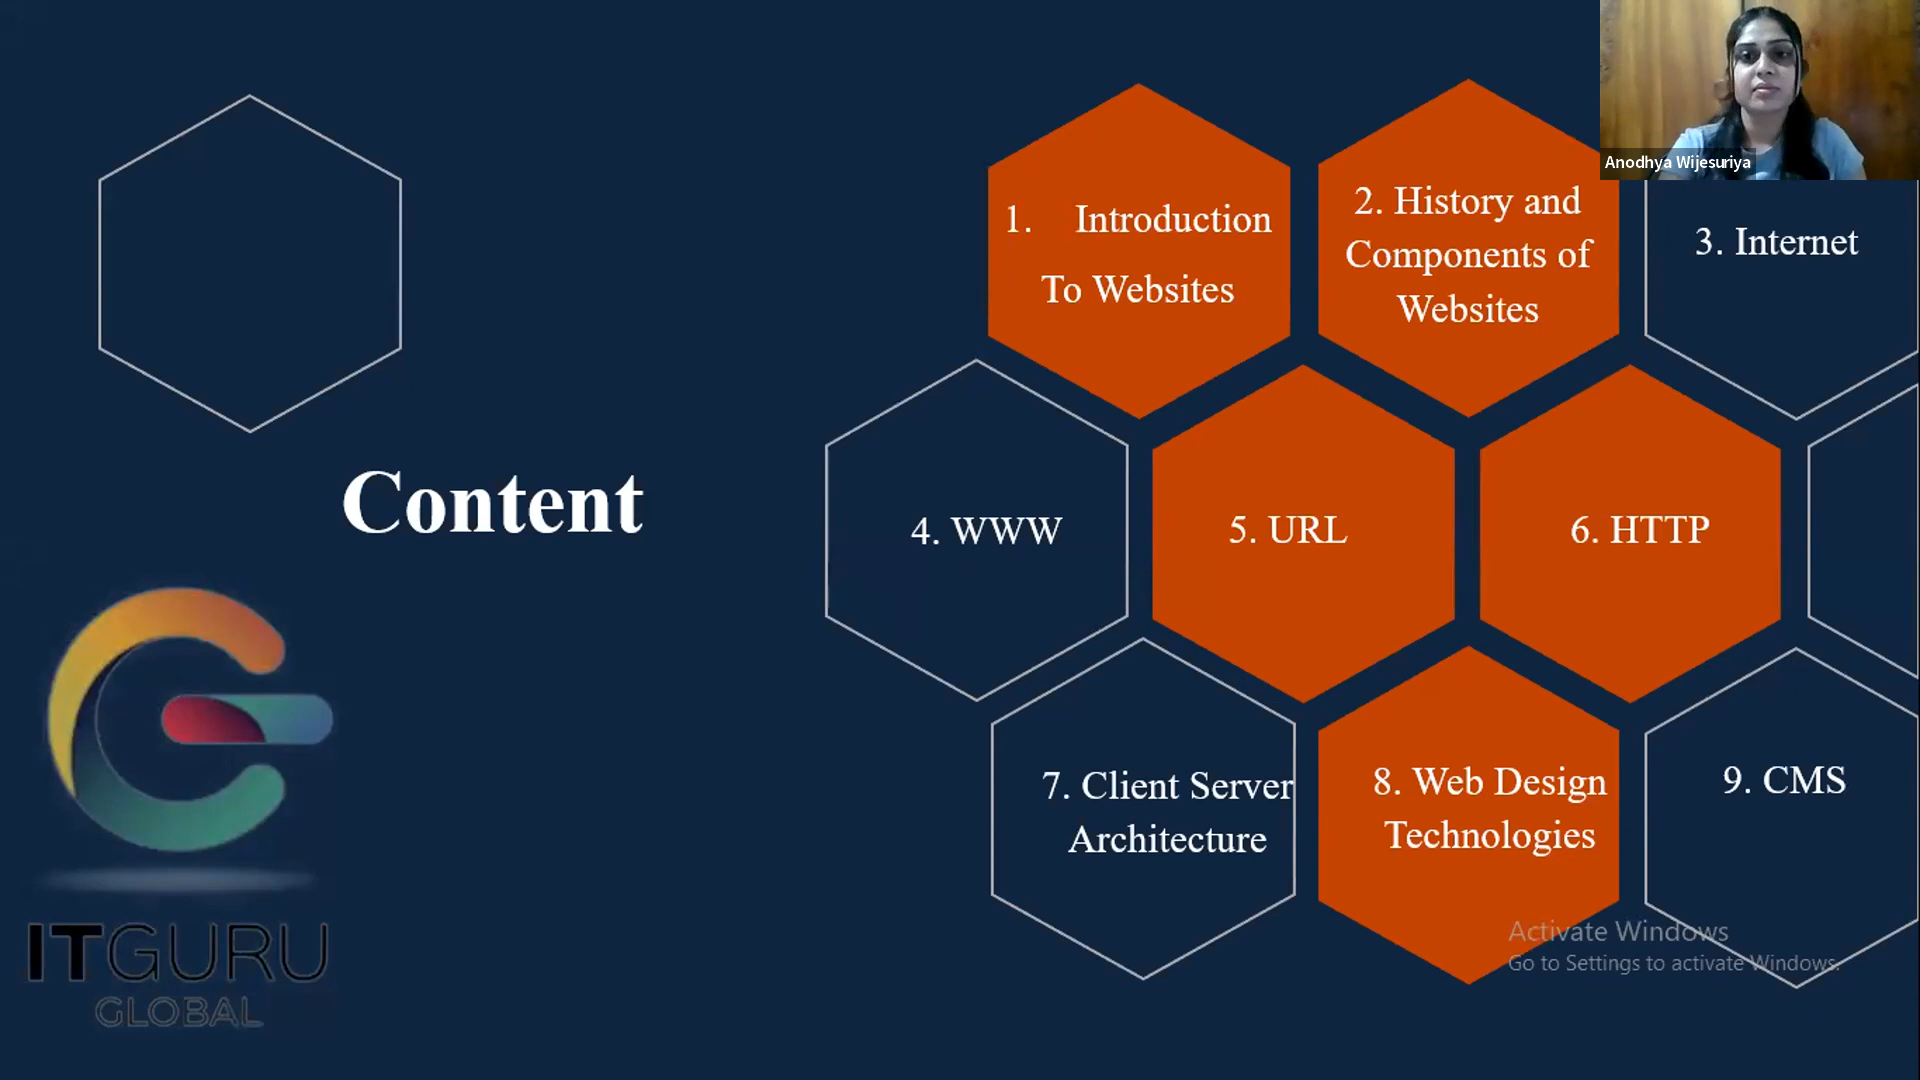 Anodhya Wijesuriya
1. Introduction
To Websites
2. History and
Components of
Websites
3. Internet
Content
4. WWW
5. URL
6. HTTP
7. Client Server
Architecture
8. Web Design
Technologies
9. CMS
ITGURU
GLOBAL
Activate Windows
Go to Settings to activate Windows.